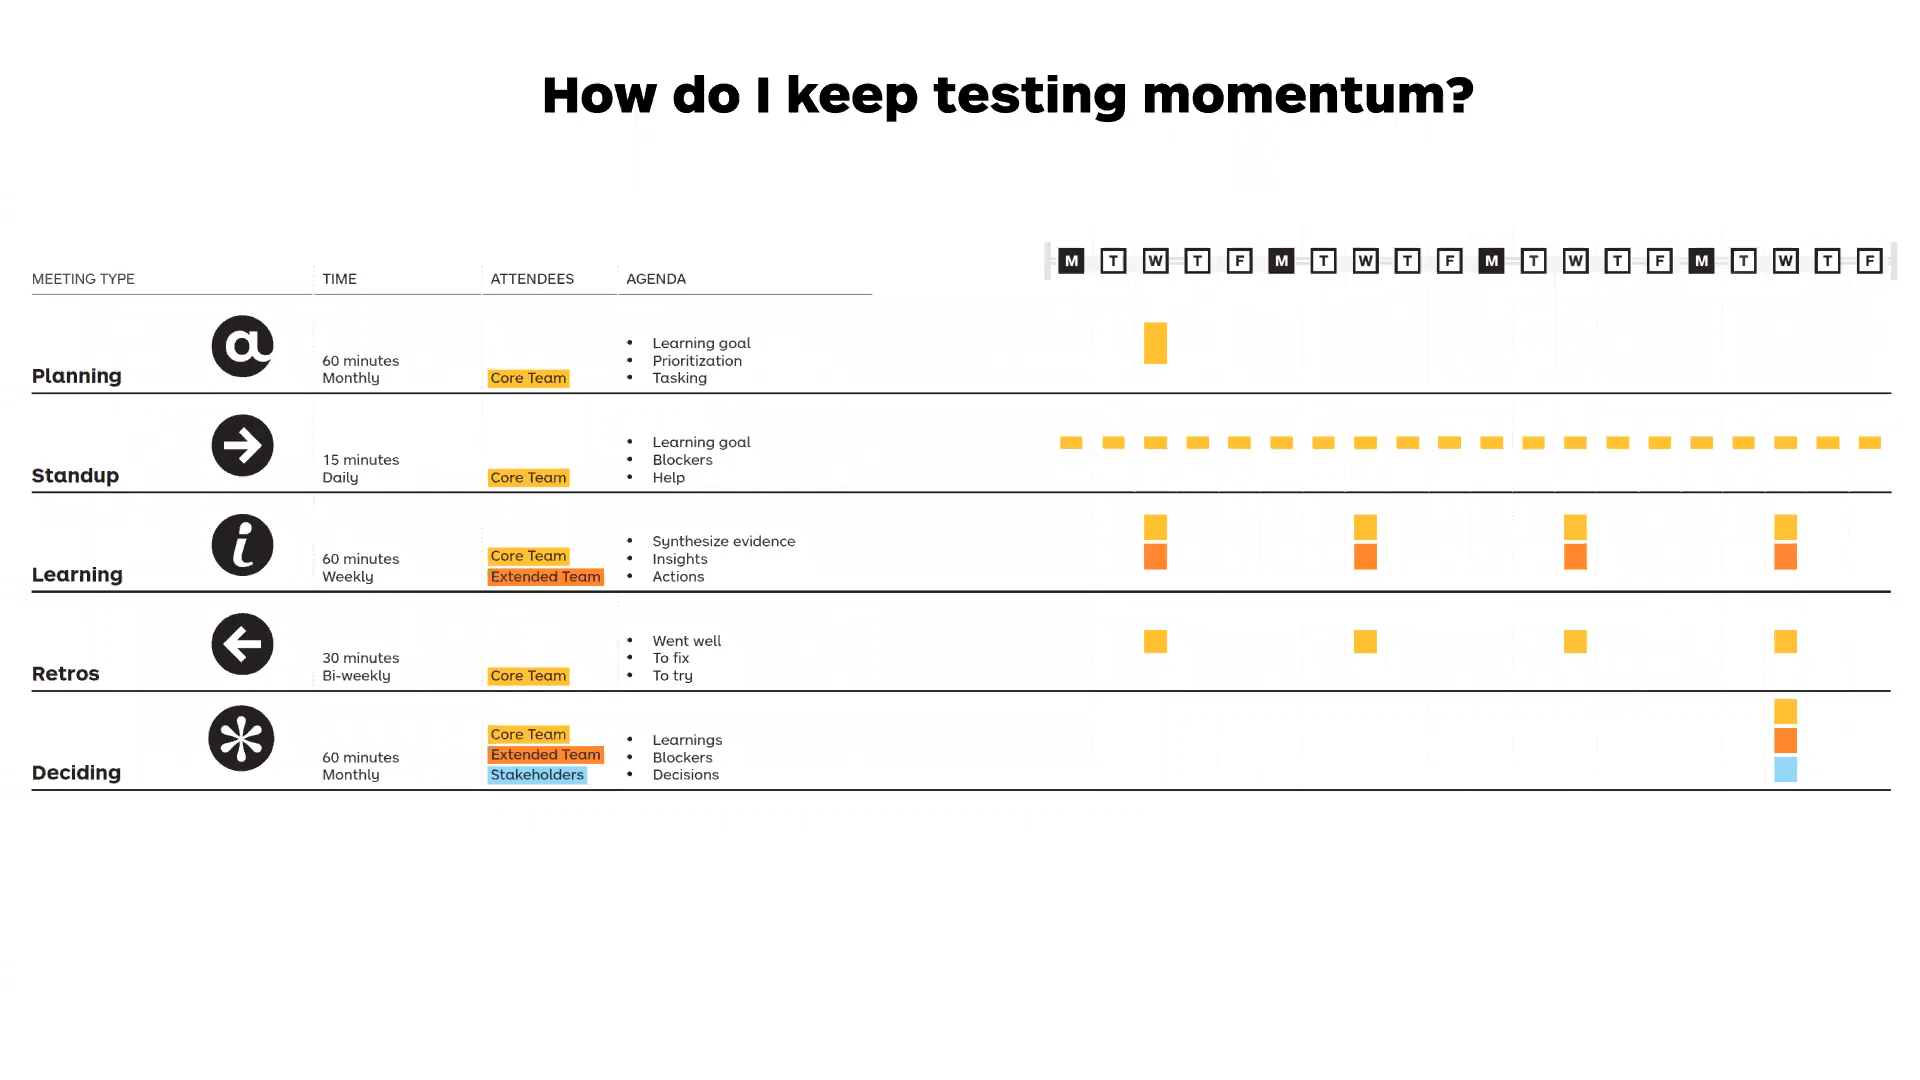 How do I keep testing momentum?
M T W T F M T W T F M T W T F M T W T F
MEETING TYPE TIME ATTENDEES AGENDA
Planning
60 minutes
Monthly
Core Team
• Learning goal
• Prioritization
• Tasking
Standup
15 minutes
Daily
Core Team
• Learning goal
• Blockers
• Help
Learning
60 minutes
Weekly
Core Team
Extended Team
• Synthesize evidence
• Insights
• Actions
Retros
30 minutes
Bi-weekly
Core Team
• Went well
• To fix
• To try
Deciding
60 minutes
Monthly
Core Team
Extended Team
Stakeholders
• Learnings
• Blockers
• Decisions